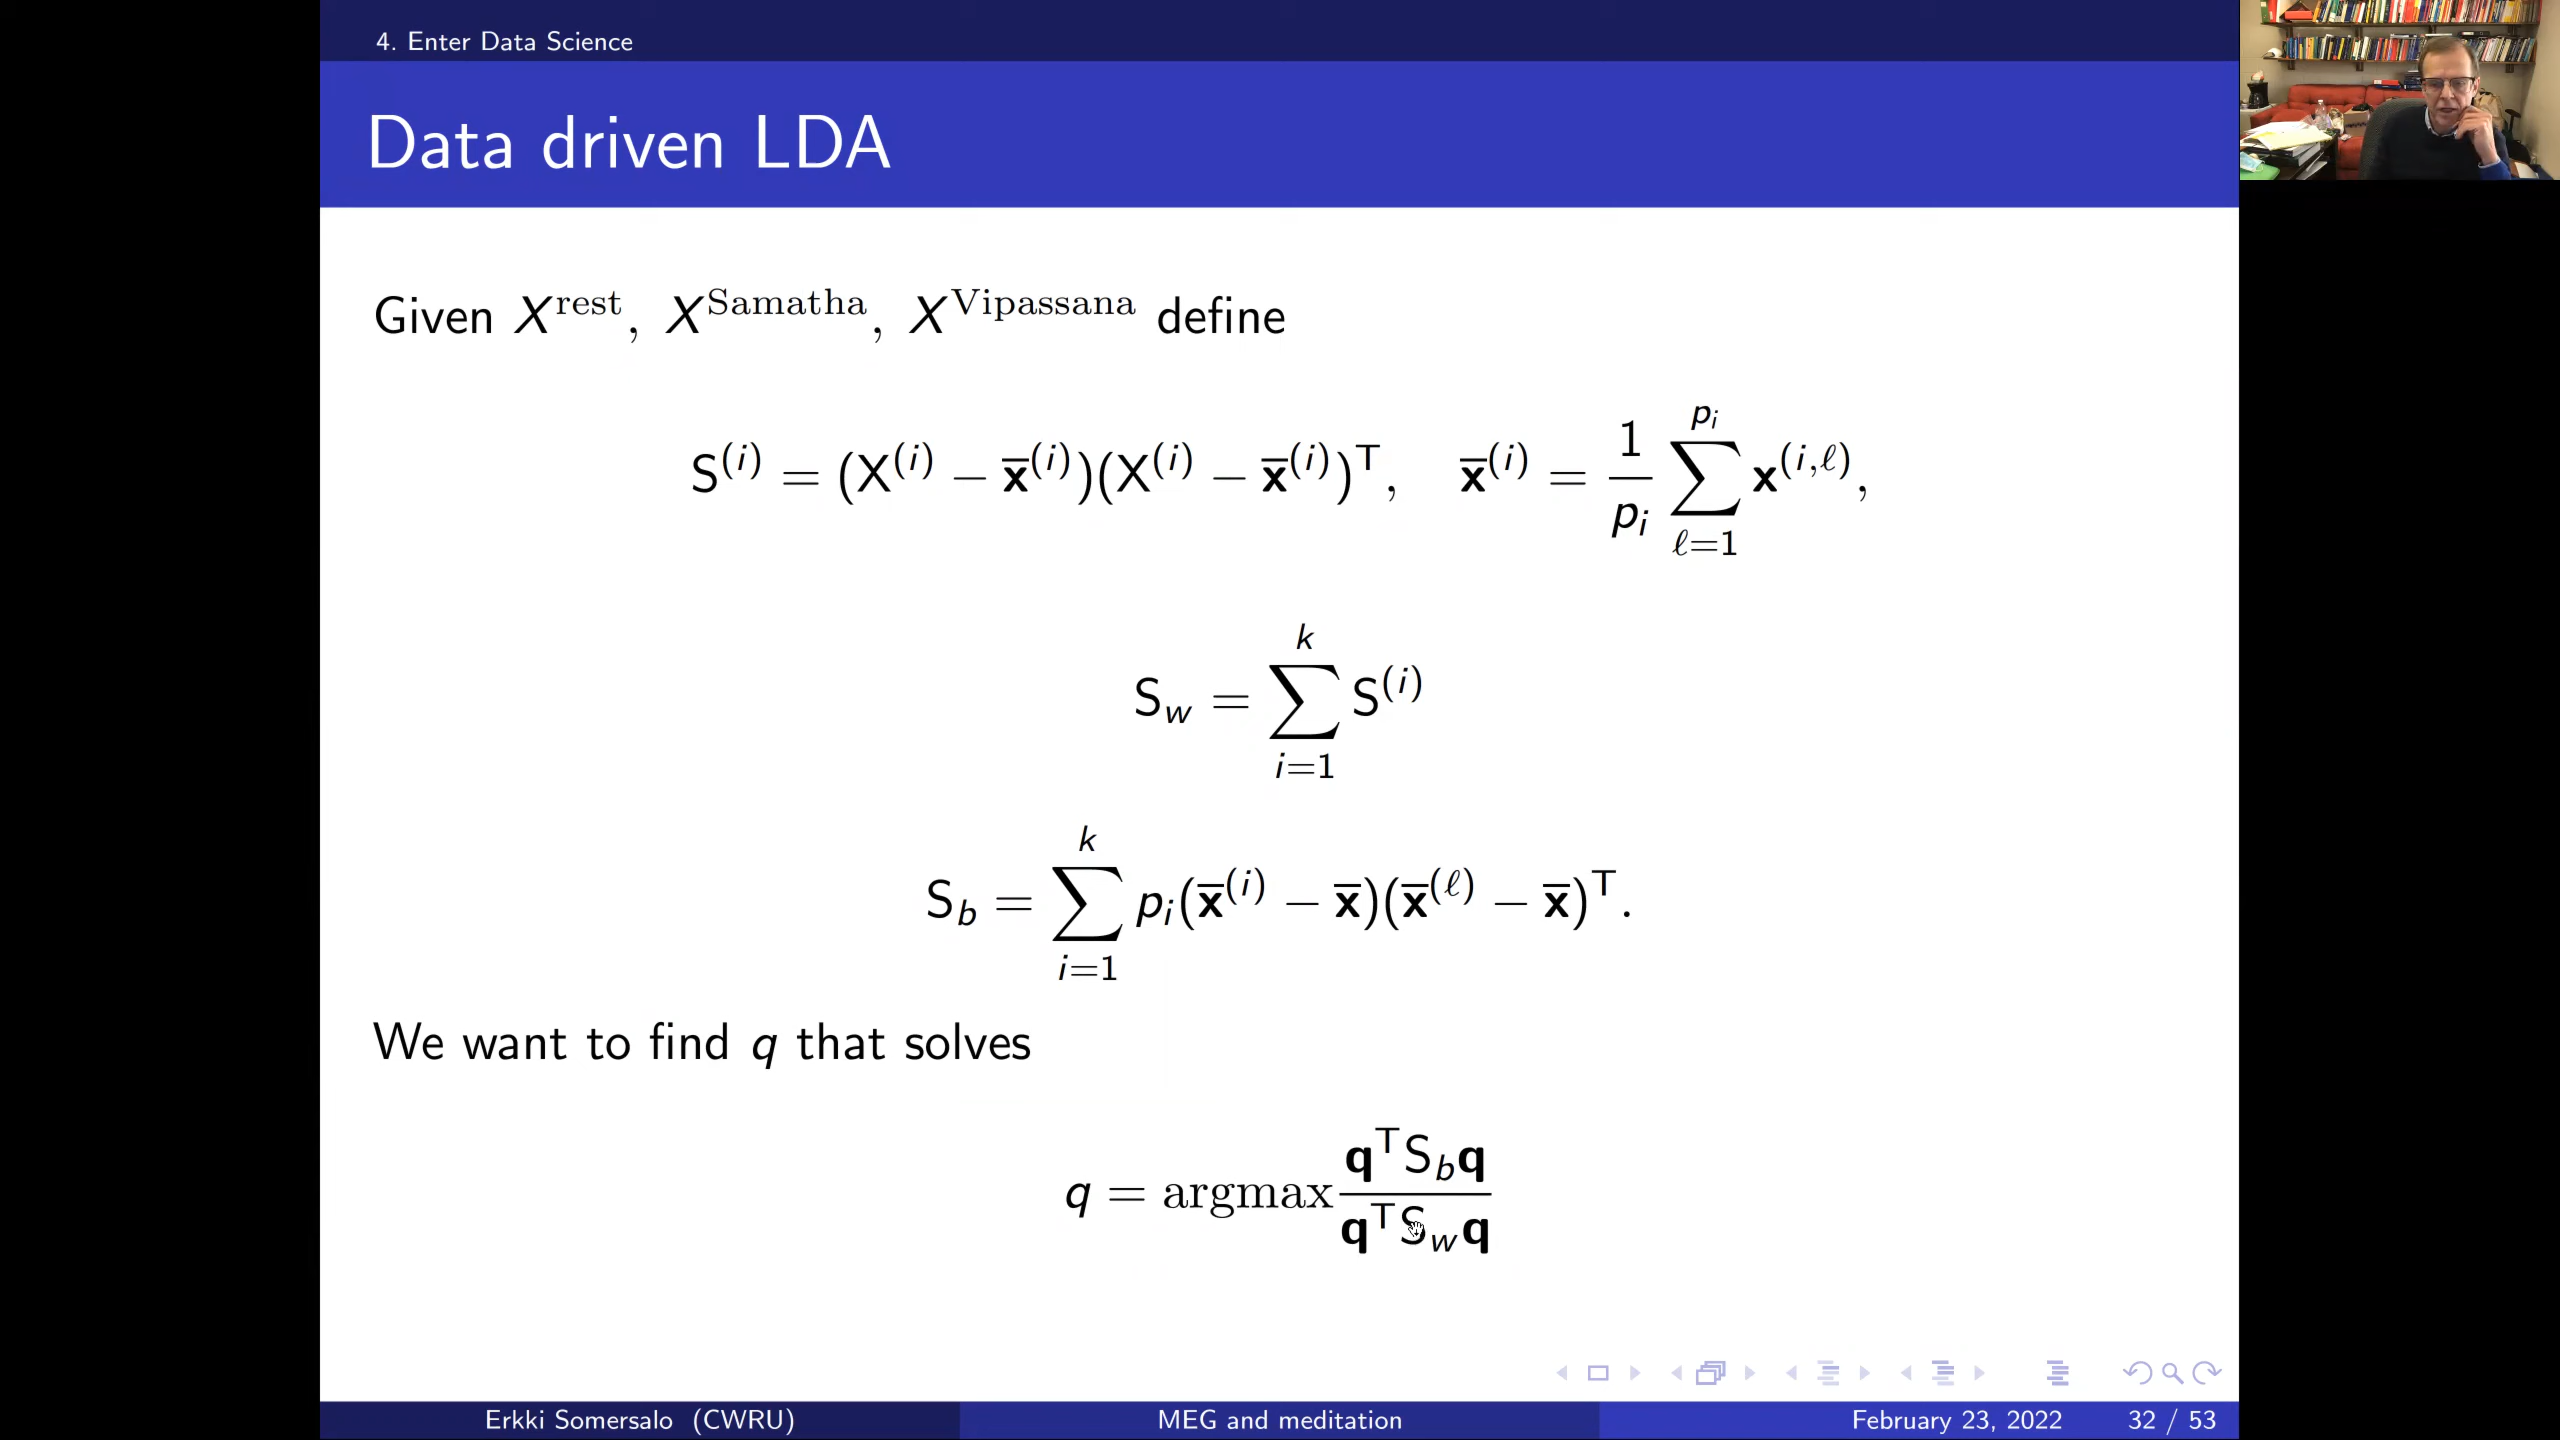 4. Enter Data Science
Data driven LDA
Given X^rest, X^Samatha, X^Vipassana define
S^(i) = (X^(i) − x̅^(i))(X^(i) − x̅^(i))^T, x̅^(i) = 1/p_i ∑_{ℓ=1}^{p_i} x^(i,ℓ),
S_w = ∑_{i=1}^{k} S^(i)
S_b = ∑_{i=1}^{k} p_i(x̅^(i) − x̅)(x̅^(ℓ) − x̅)^T.
We want to find q that solves
q = argmax q^T S_b q / q^T S_w q
Erkki Somersalo (CWRU) MEG and meditation February 23, 2022 32 / 53